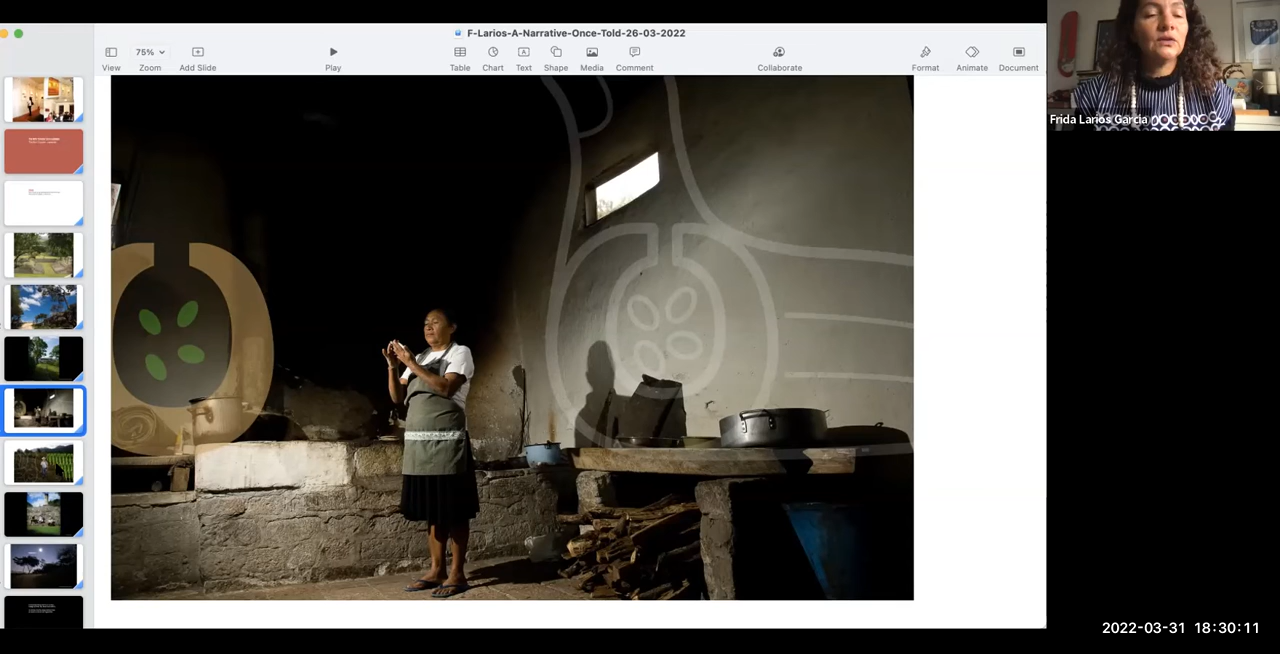 F-Larios-A-Narrative-Once-Told-26-03-2022
75%
View
Zoom
Add Slide
Play
Table
Chart
Text
Shape
Media
Comment
Collaborate
Format
Animate
Document
Frida Larios Garcia
2022-03-31 18:30:11